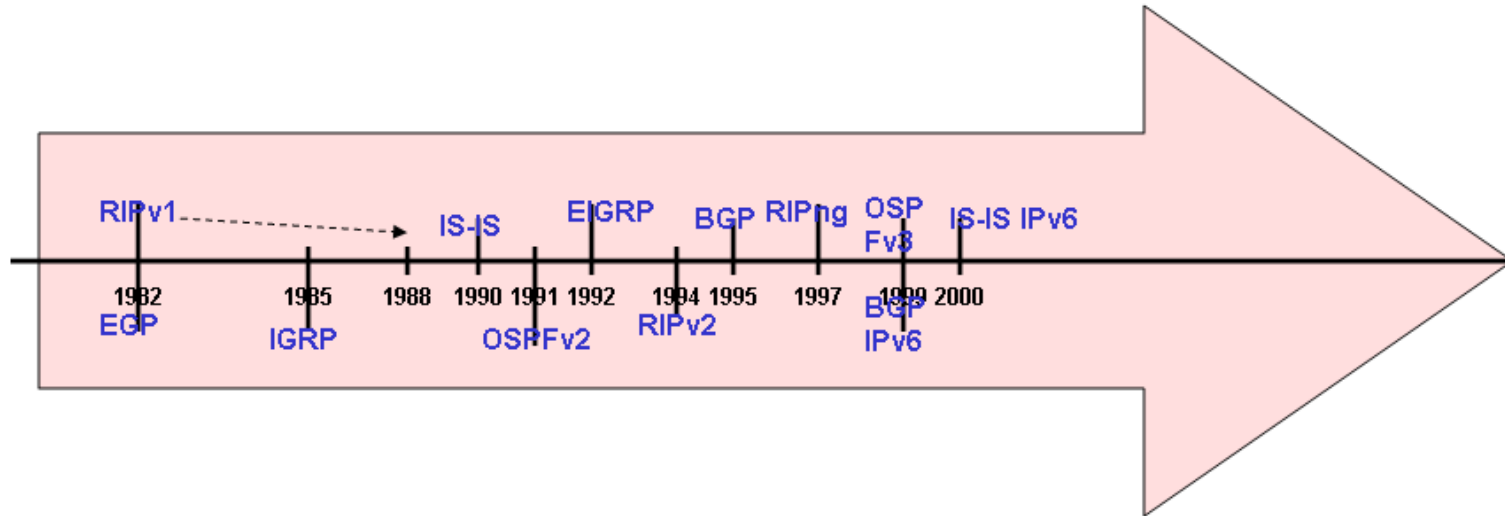 RIPv1
IS-IS
EIGRP
BGP
RIPng
OSP
Fv3
IS-IS IPv6
1982
1985
1988
1990
1991
1992
1994
1995
1997
1999
2000
EGP
IGRP
OSPFv2
RIPv2
BGP
IPv6